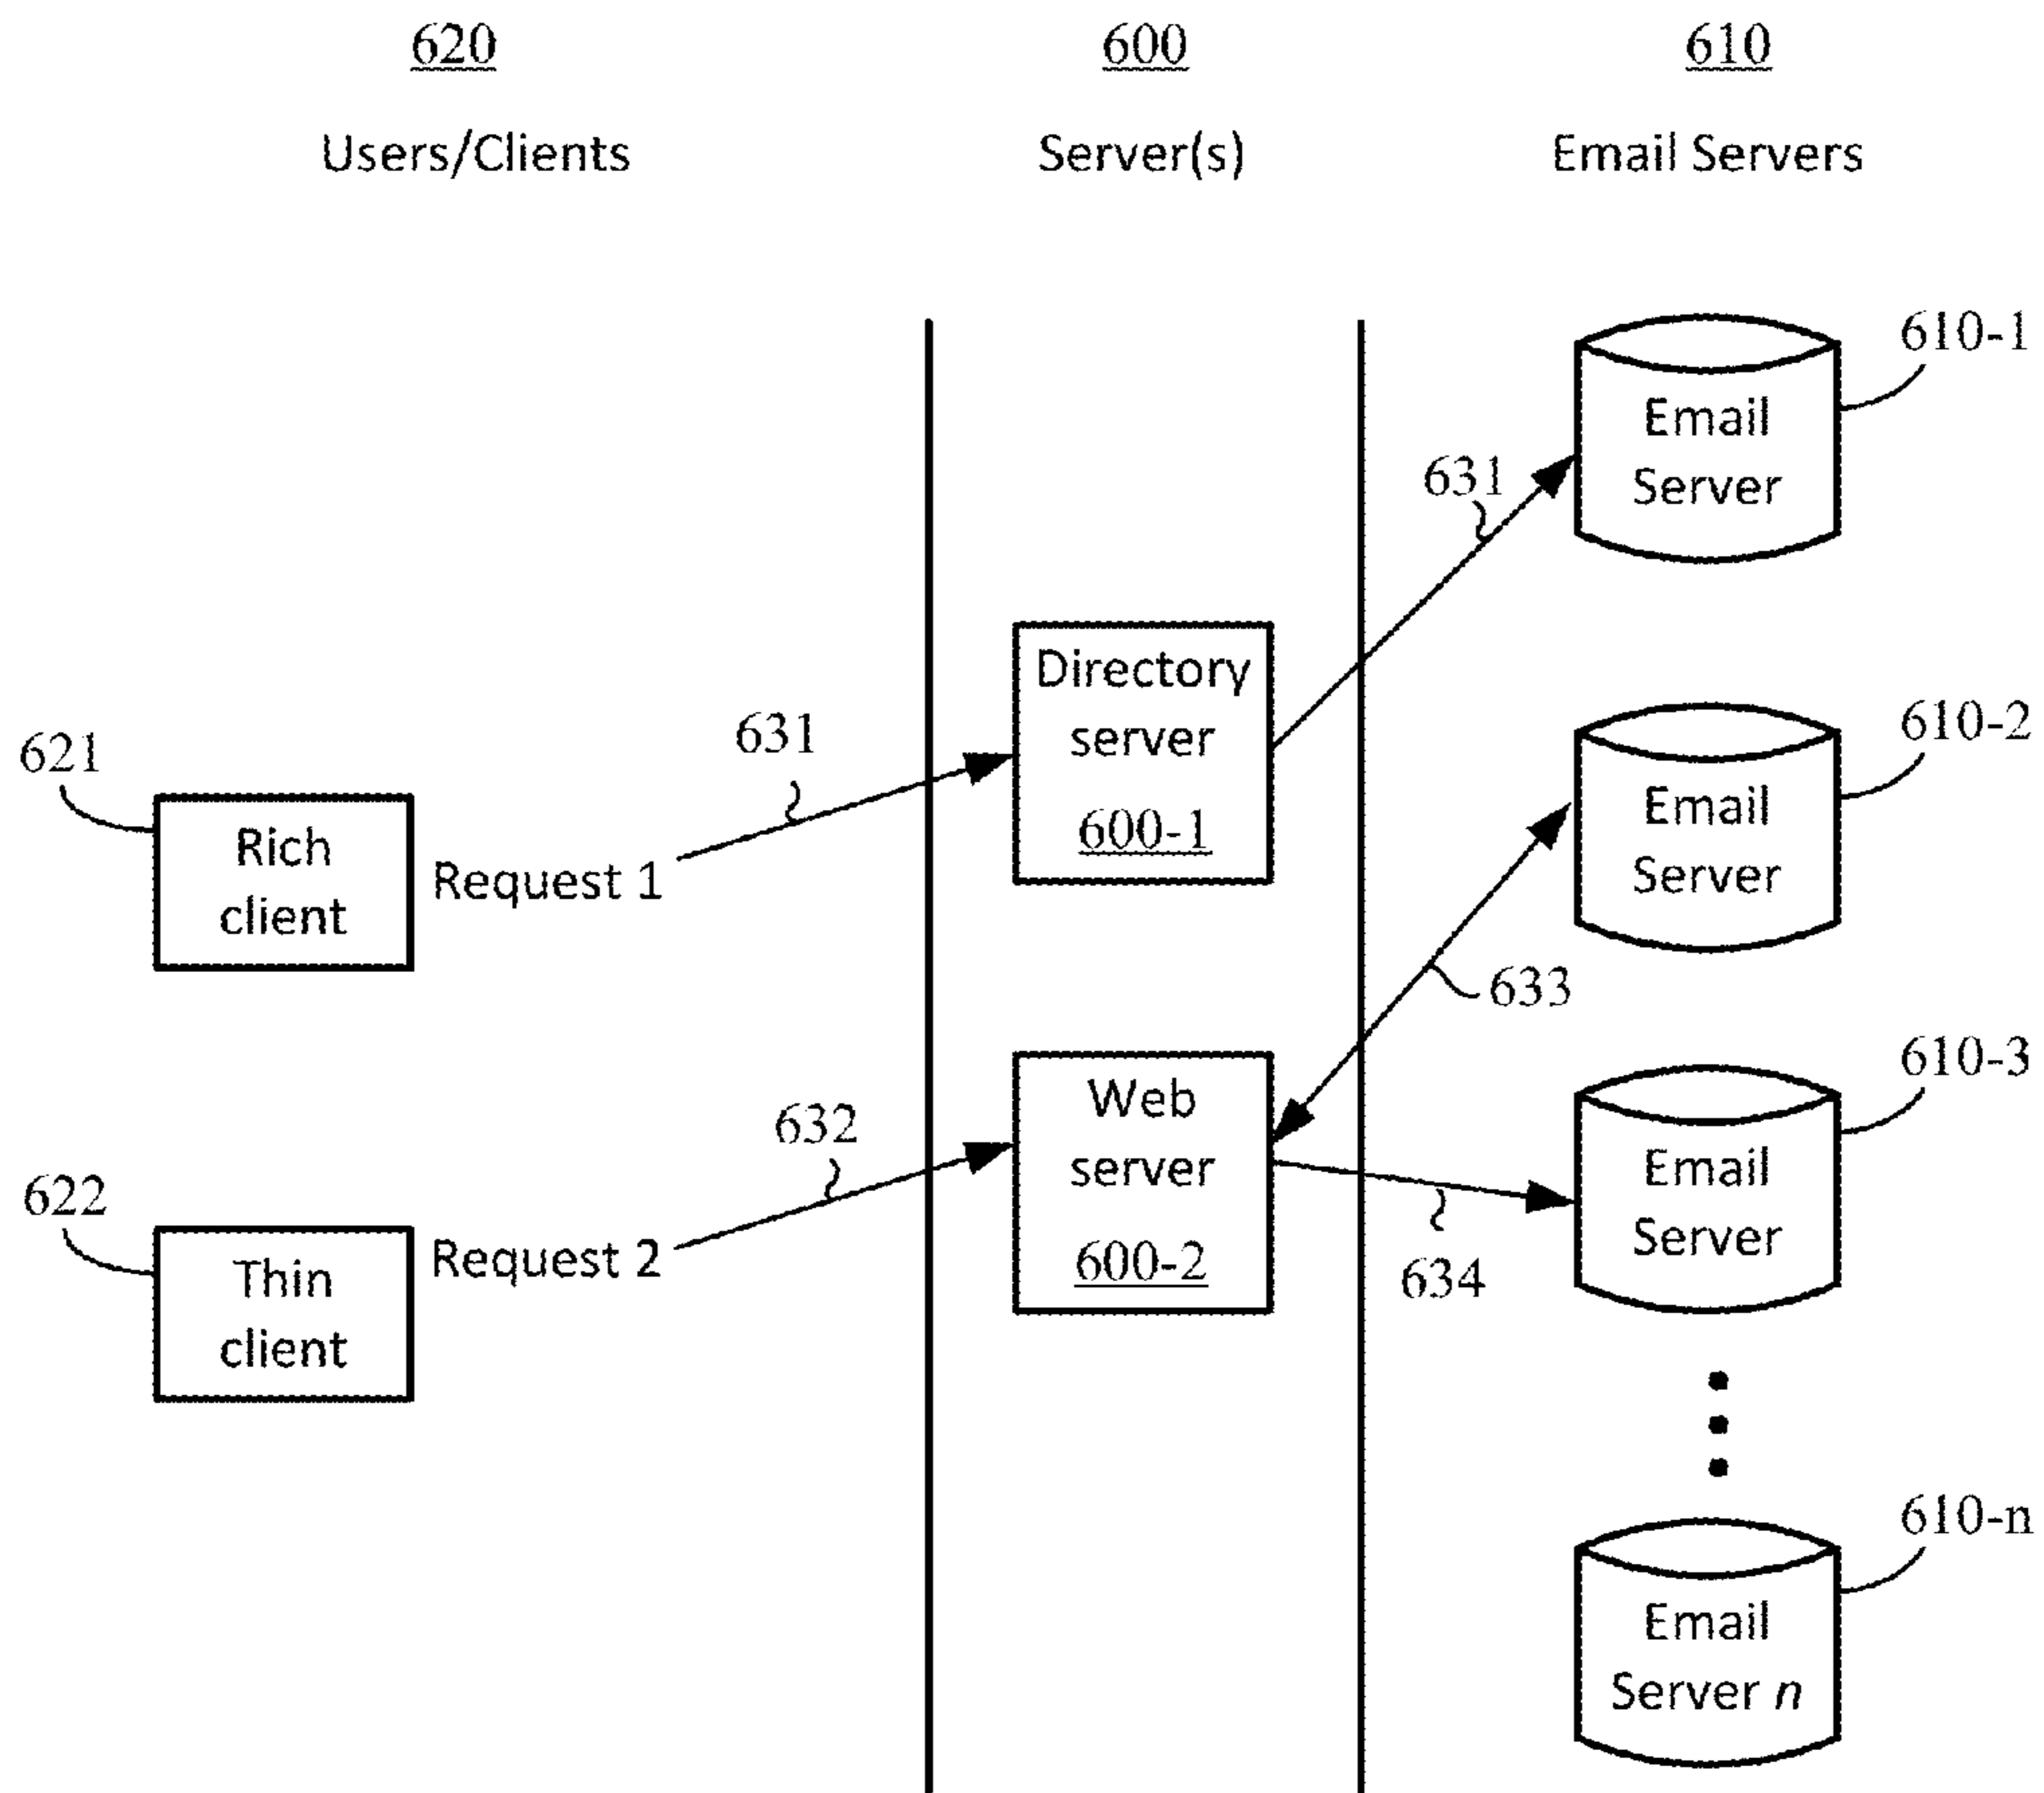 620
600
610
Users/Clients
Server(s)
Email Servers
610-1
Email
Server
631
Directory
server
600-1
610-2
Email
Server
631
621
Rich
client
Request 1
633
610-3
Email
Server
Web
server
600-2
632
622
Thin
client
Request 2
634
610-n
Email
Server n